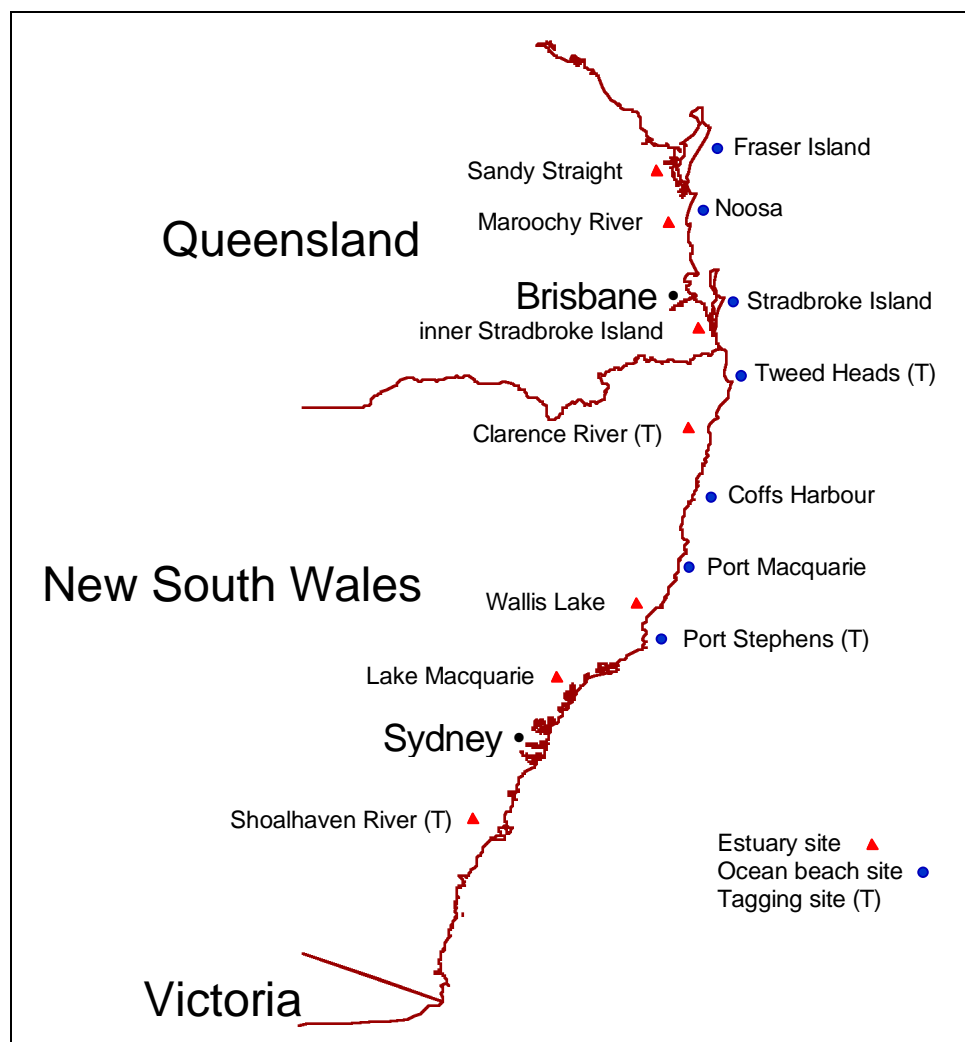 Fraser Island
Sandy Straight
Noosa
Maroochy River
Queensland
Brisbane
Stradbroke Island
inner Stradbroke Island
Tweed Heads (T)
Clarence River (T)
Coffs Harbour
Port Macquarie
New South Wales
Wallis Lake
Port Stephens (T)
Lake Macquarie
Sydney
Shoalhaven River (T)
Estuary site
Ocean beach site
Tagging site (T)
Victoria